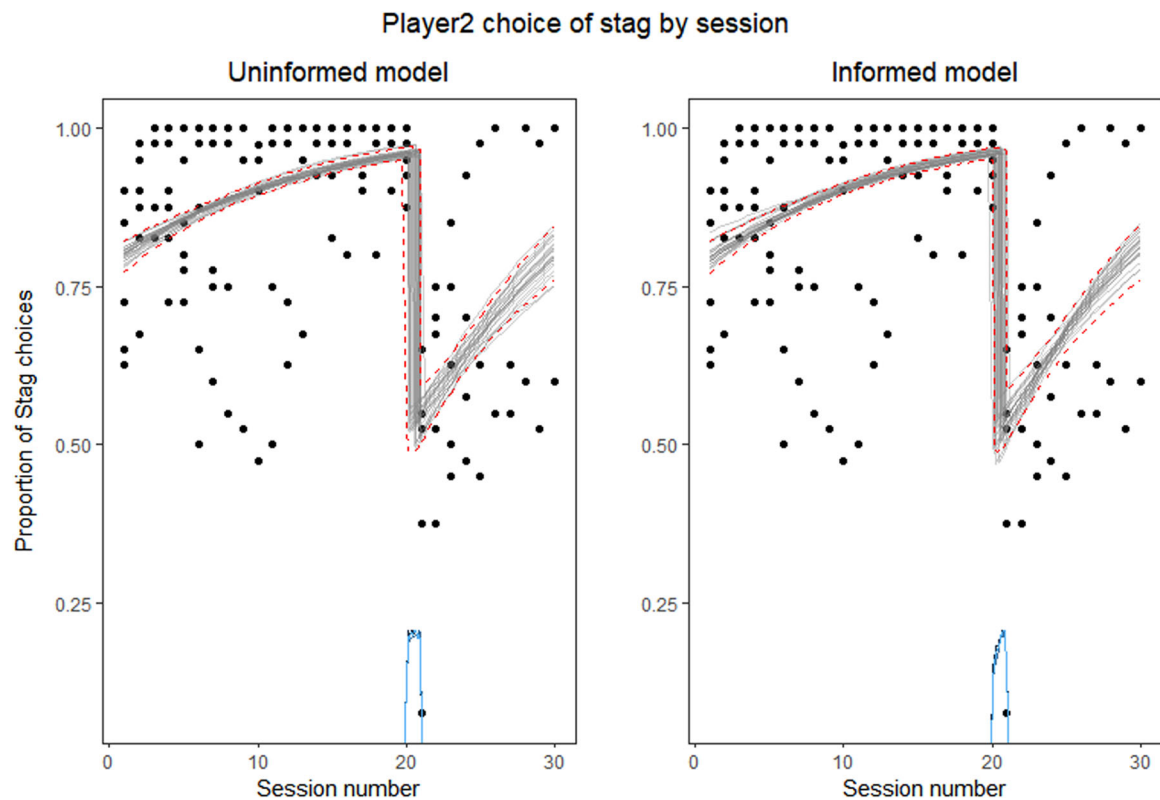 Player2 choice of stag by session
Uninformed model
Informed model
Proportion of Stag choices
1.00
0.75
0.50
0.25
0
10
20
30
Session number
1.00
0.75
0.50
0.25
0
10
20
30
Session number